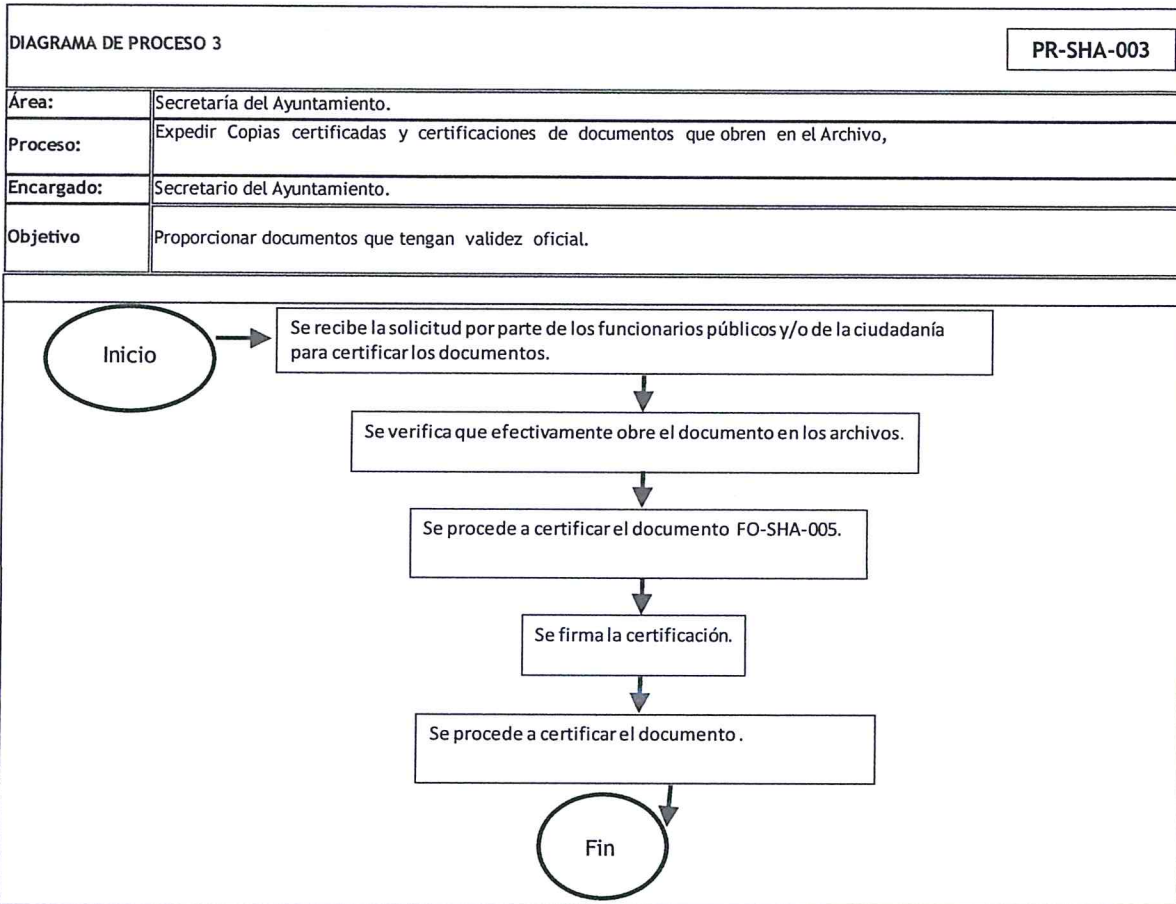 DIAGRAMA DE PROCESO 3
PR-SHA-003
Área: Secretaría del Ayuntamiento.
Proceso: Expedir Copias certificadas y certificaciones de documentos que obren en el Archivo,
Encargado: Secretario del Ayuntamiento.
Objetivo Proporcionar documentos que tengan validez oficial.
Inicio
Se recibe la solicitud por parte de los funcionarios públicos y/o de la ciudadanía
para certificar los documentos.
Se verifica que efectivamente obre el documento en los archivos.
Se procede a certificar el documento FO-SHA-005.
Se firma la certificación.
Se procede a certificar el documento.
Fin